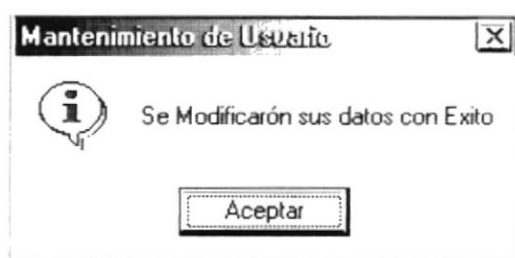 Mantenimiento de Usuario
Se Modificarón sus datos con Exito
Aceptar